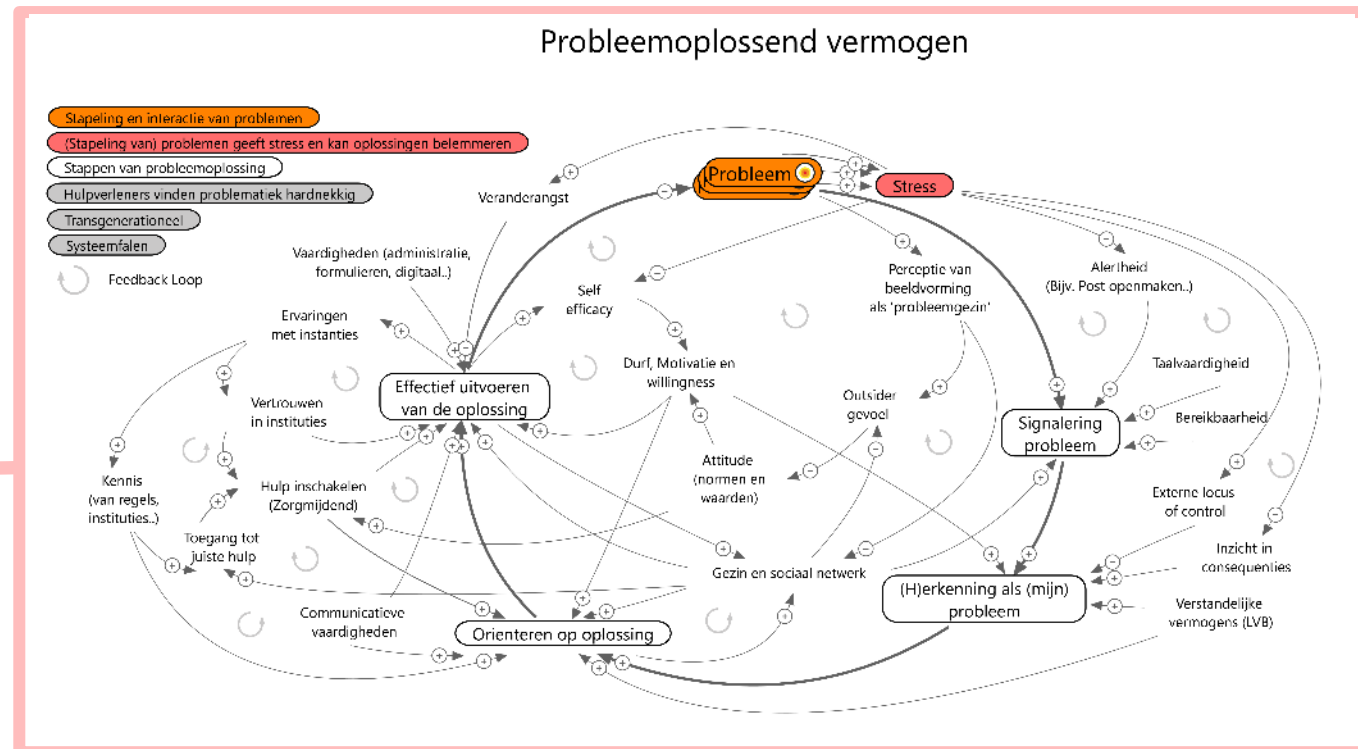 Probleemoplossend vermogen
Stapeling en interactie van problemen
(Stapeling van) problemen geeft stress en kan oplossingen belemmeren
Stappen van probleemoplossing
Hulpverleners vinden problematiek hardnekkig
Transgenerationeel
Systeemfalen
Feedback Loop
Probleem
Stress
Veranderangst
Vaardigheden (administratie,
formulieren, digitaal..)
Self
efficacy
Perceptie van
beeldvorming
als 'probleemgezin'
Alertheid
(Bijv. Post openmaken..)
Ervaringen
met instanties
Durf, Motivatie en
willingness
Taalvaardigheid
Effectief uitvoeren
van de oplossing
Outsider
gevoel
Vertrouwen
in instituties
Signalering
probleem
Bereikbaarheid
Attitude
(normen en
waarden)
Kennis
(van regels,
instituties..)
Hulp inschakelen
(Zorgmijdend)
Externe locus
of control
Toegang tot
juiste hulp
Inzicht in
consequenties
Gezin en sociaal netwerk
(H)erkenning als (mijn)
probleem
Verstandelijke
vermogens (LVB)
Communicatieve
vaardigheden
Orienteren op oplossing